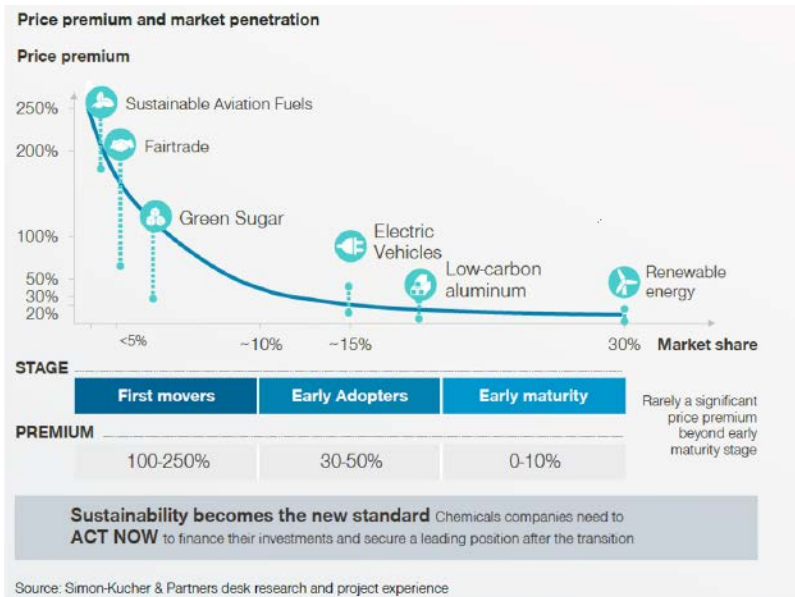 Price premium and market penetration
Price premium
250%
Sustainable Aviation Fuels
200%
Fairtrade
Green Sugar
100%
Electric
Vehicles
Low-carbon
aluminum
Renewable
energy
50%
30%
20%
<5%
~10%
~15%
30%
Market share
STAGE
First movers
Early Adopters
Early maturity
Rarely a significant
price premium
beyond early
maturity stage
PREMIUM
100-250%
30-50%
0-10%
Sustainability becomes the new standard Chemicals companies need to
ACT NOW to finance their investments and secure a leading position after the transition
Source: Simon-Kucher & Partners desk research and project experience